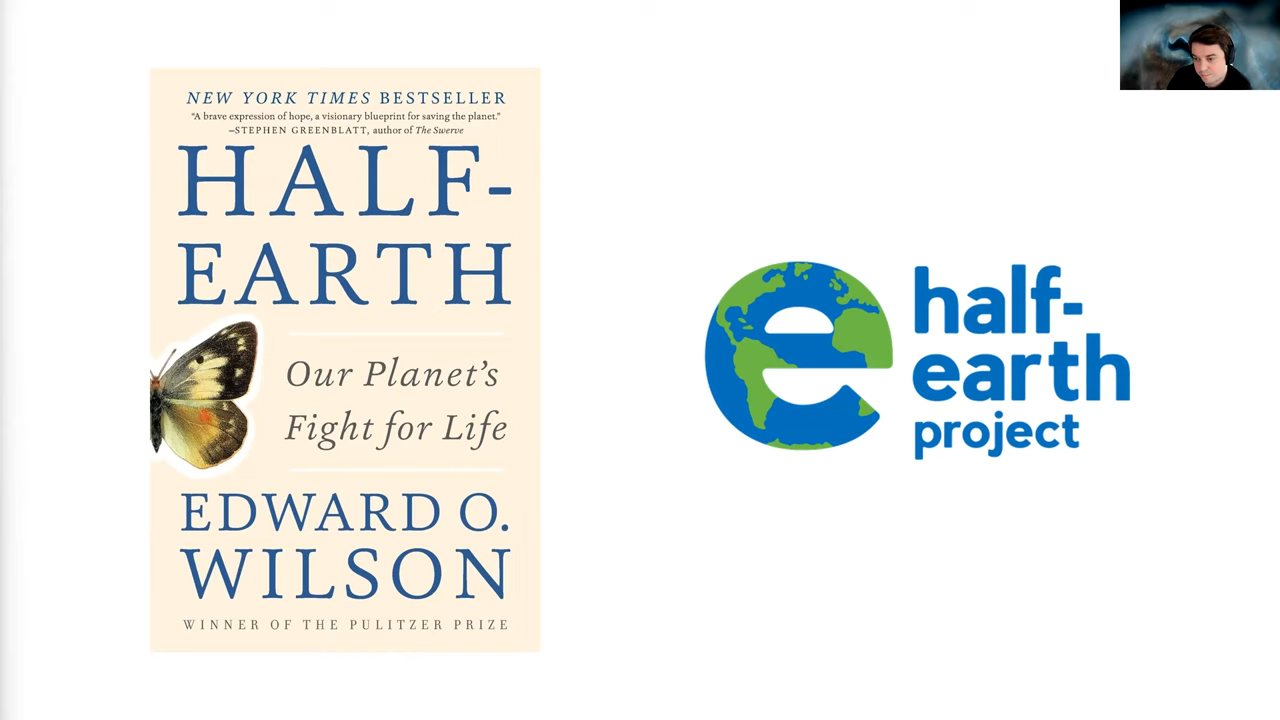 NEW YORK TIMES BESTSELLER
“A brave expression of hope, a visionary blueprint for saving the planet.”
—STEPHEN GREENBLATT, author of The Swerve
HALF-
EARTH
Our Planet’s
Fight for Life
EDWARD O.
WILSON
WINNER OF THE PULITZER PRIZE
half-
earth
project